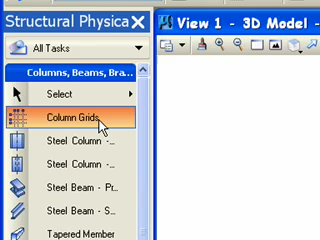 Structural Physica
View 1 - 3D Model -
All Tasks
Columns, Beams, Bra...
Select
Column Grids
Steel Column -...
Steel Column -...
Steel Beam - Pr...
Steel Beam - S...
Tapered Member